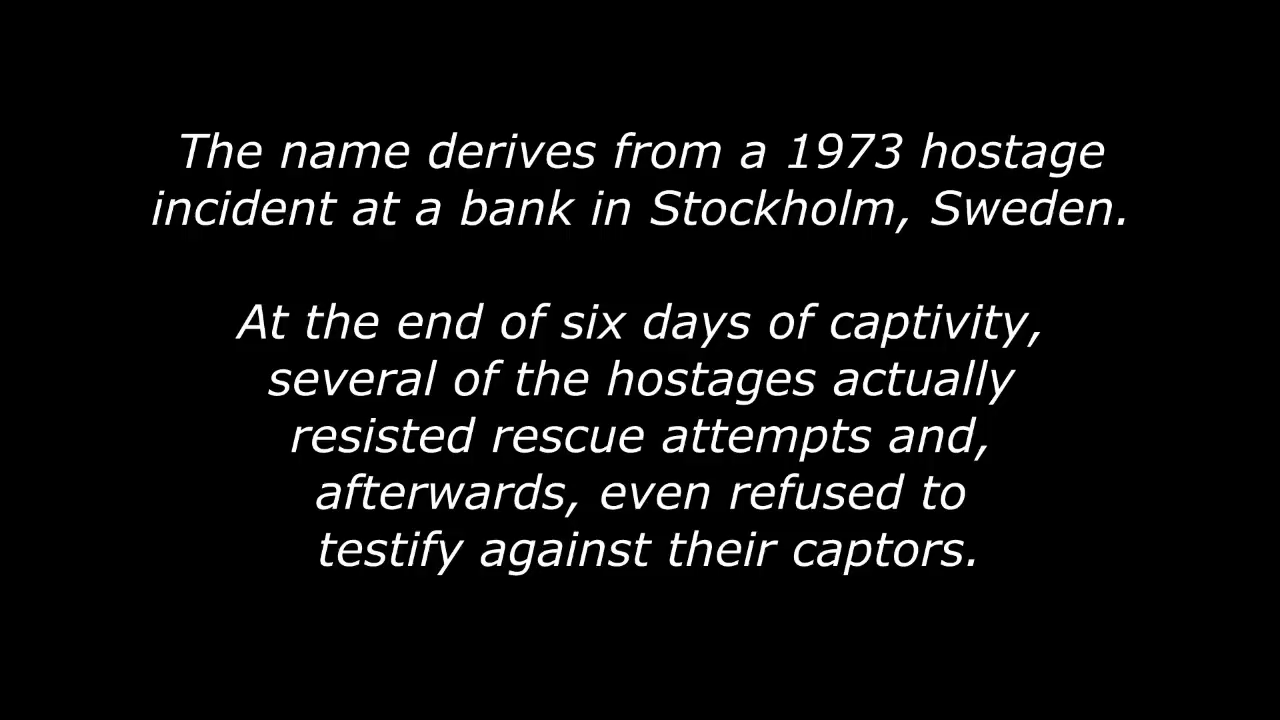 The name derives from a 1973 hostage
incident at a bank in Stockholm, Sweden.
At the end of six days of captivity,
several of the hostages actually
resisted rescue attempts and,
afterwards, even refused to
testify against their captors.